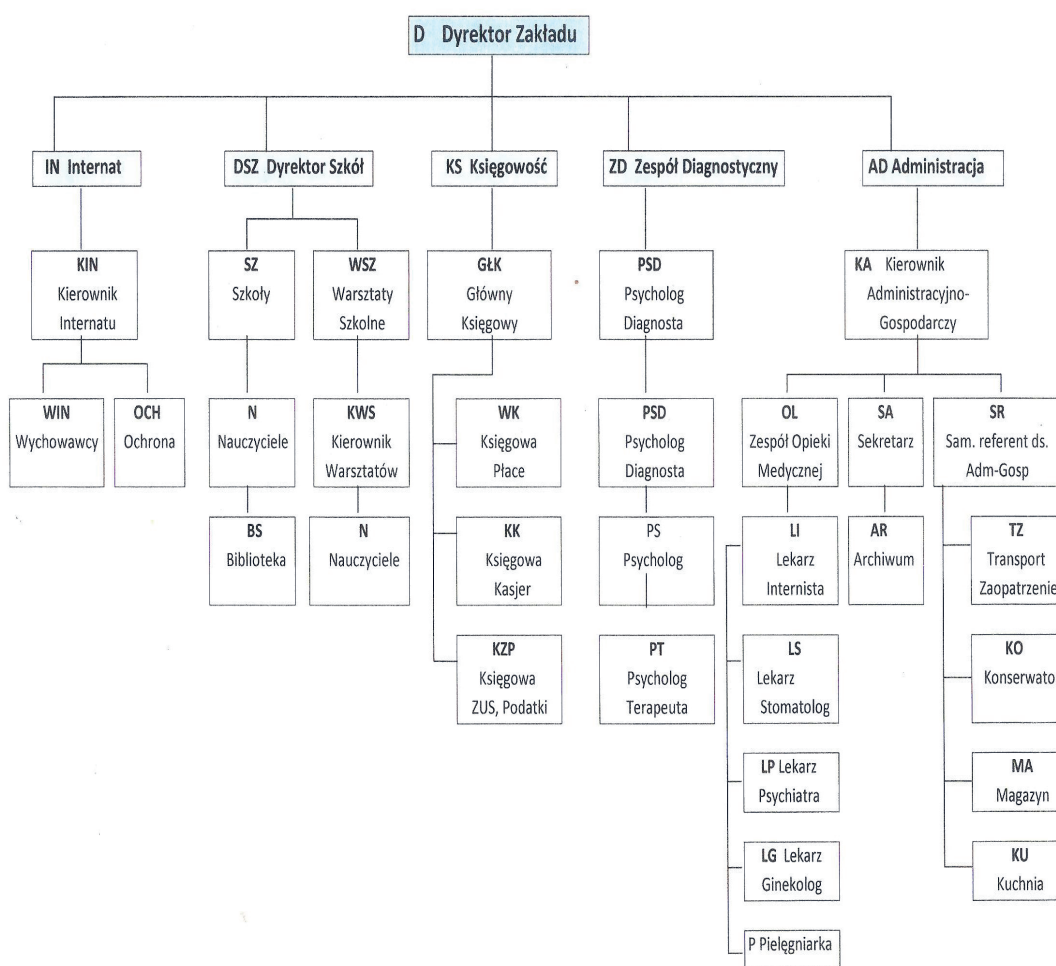 D Dyrektor Zakładu
IN Internat
DSZ Dyrektor Szkół
KS Księgowość
ZD Zespół Diagnostyczny
AD Administracja
KIN
Kierownik
Internatu
SZ
Szkoły
WSZ
Warsztaty
Szkolne
GŁK
Główny
Księgowy
PSD
Psycholog
Diagnosta
KA Kierownik
Administracyjno-
Gospodarczy
WIN
Wychowawcy
OCH
Ochrona
N
Nauczyciele
KWS
Kierownik
Warsztatów
WK
Księgowa
Płace
PSD
Psycholog
Diagnosta
OL
Zespół Opieki
Medycznej
SA
Sekretarz
SR
Sam. referent ds.
Adm-Gosp
BS
Biblioteka
N
Nauczyciele
KK
Księgowa
Kasjer
PS
Psycholog
LI
Lekarz
Internista
AR
Archiwum
TZ
Transport
Zaopatrzenie
KZP
Księgowa
ZUS, Podatki
PT
Psycholog
Terapeuta
LS
Lekarz
Stomatolog
KO
Konserwato
LP Lekarz
Psychiatra
MA
Magazyn
LG Lekarz
Ginekolog
KU
Kuchnia
P Pielęgniarka